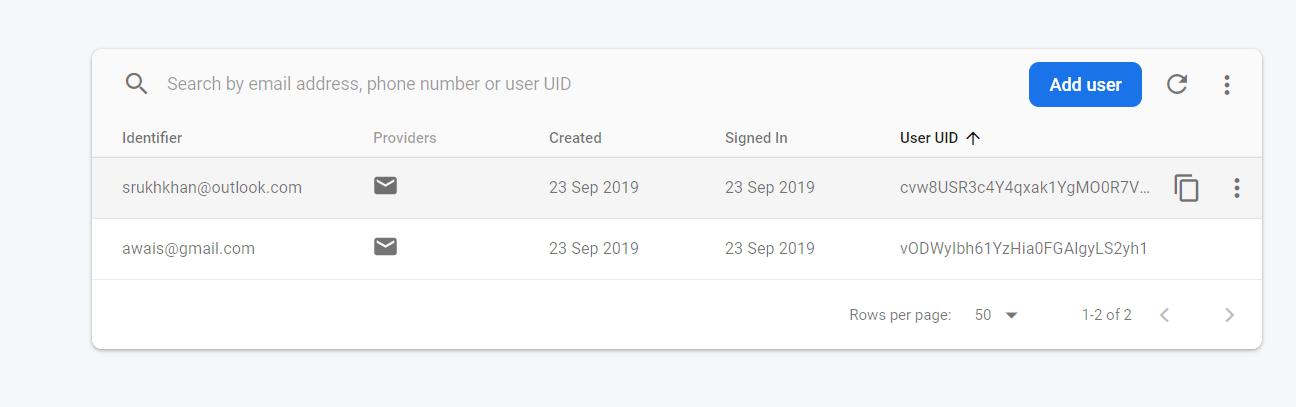 Search by email address, phone number or user UID Add user
Identifier Providers Created Signed In User UID
srukhkhan@outlook.com 23 Sep 2019 23 Sep 2019 cvw8USR3c4Y4qxak1YgMO0R7V...
awais@gmail.com 23 Sep 2019 23 Sep 2019 vODWyIbh61YzHia0FGAlgyLS2yh1
Rows per page: 50 1-2 of 2